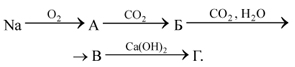 Na —O₂→ А —CO₂→ Б —CO₂, H₂O→
→ В —Ca(OH)₂→ Г.